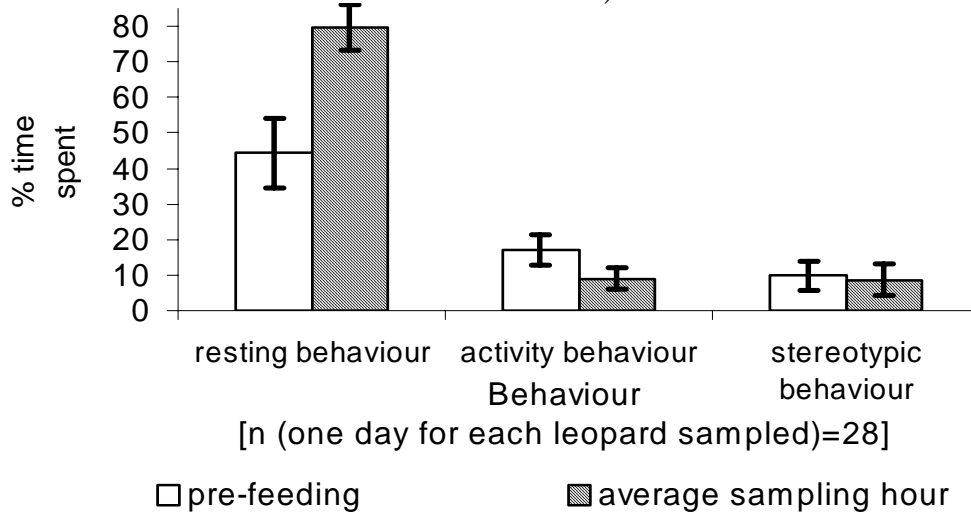 80
70
60
50
40
30
20
10
0
% time
spent
resting behaviour activity behaviour stereotypic
behaviour
Behaviour
[n (one day for each leopard sampled)=28]
pre-feeding average sampling hour